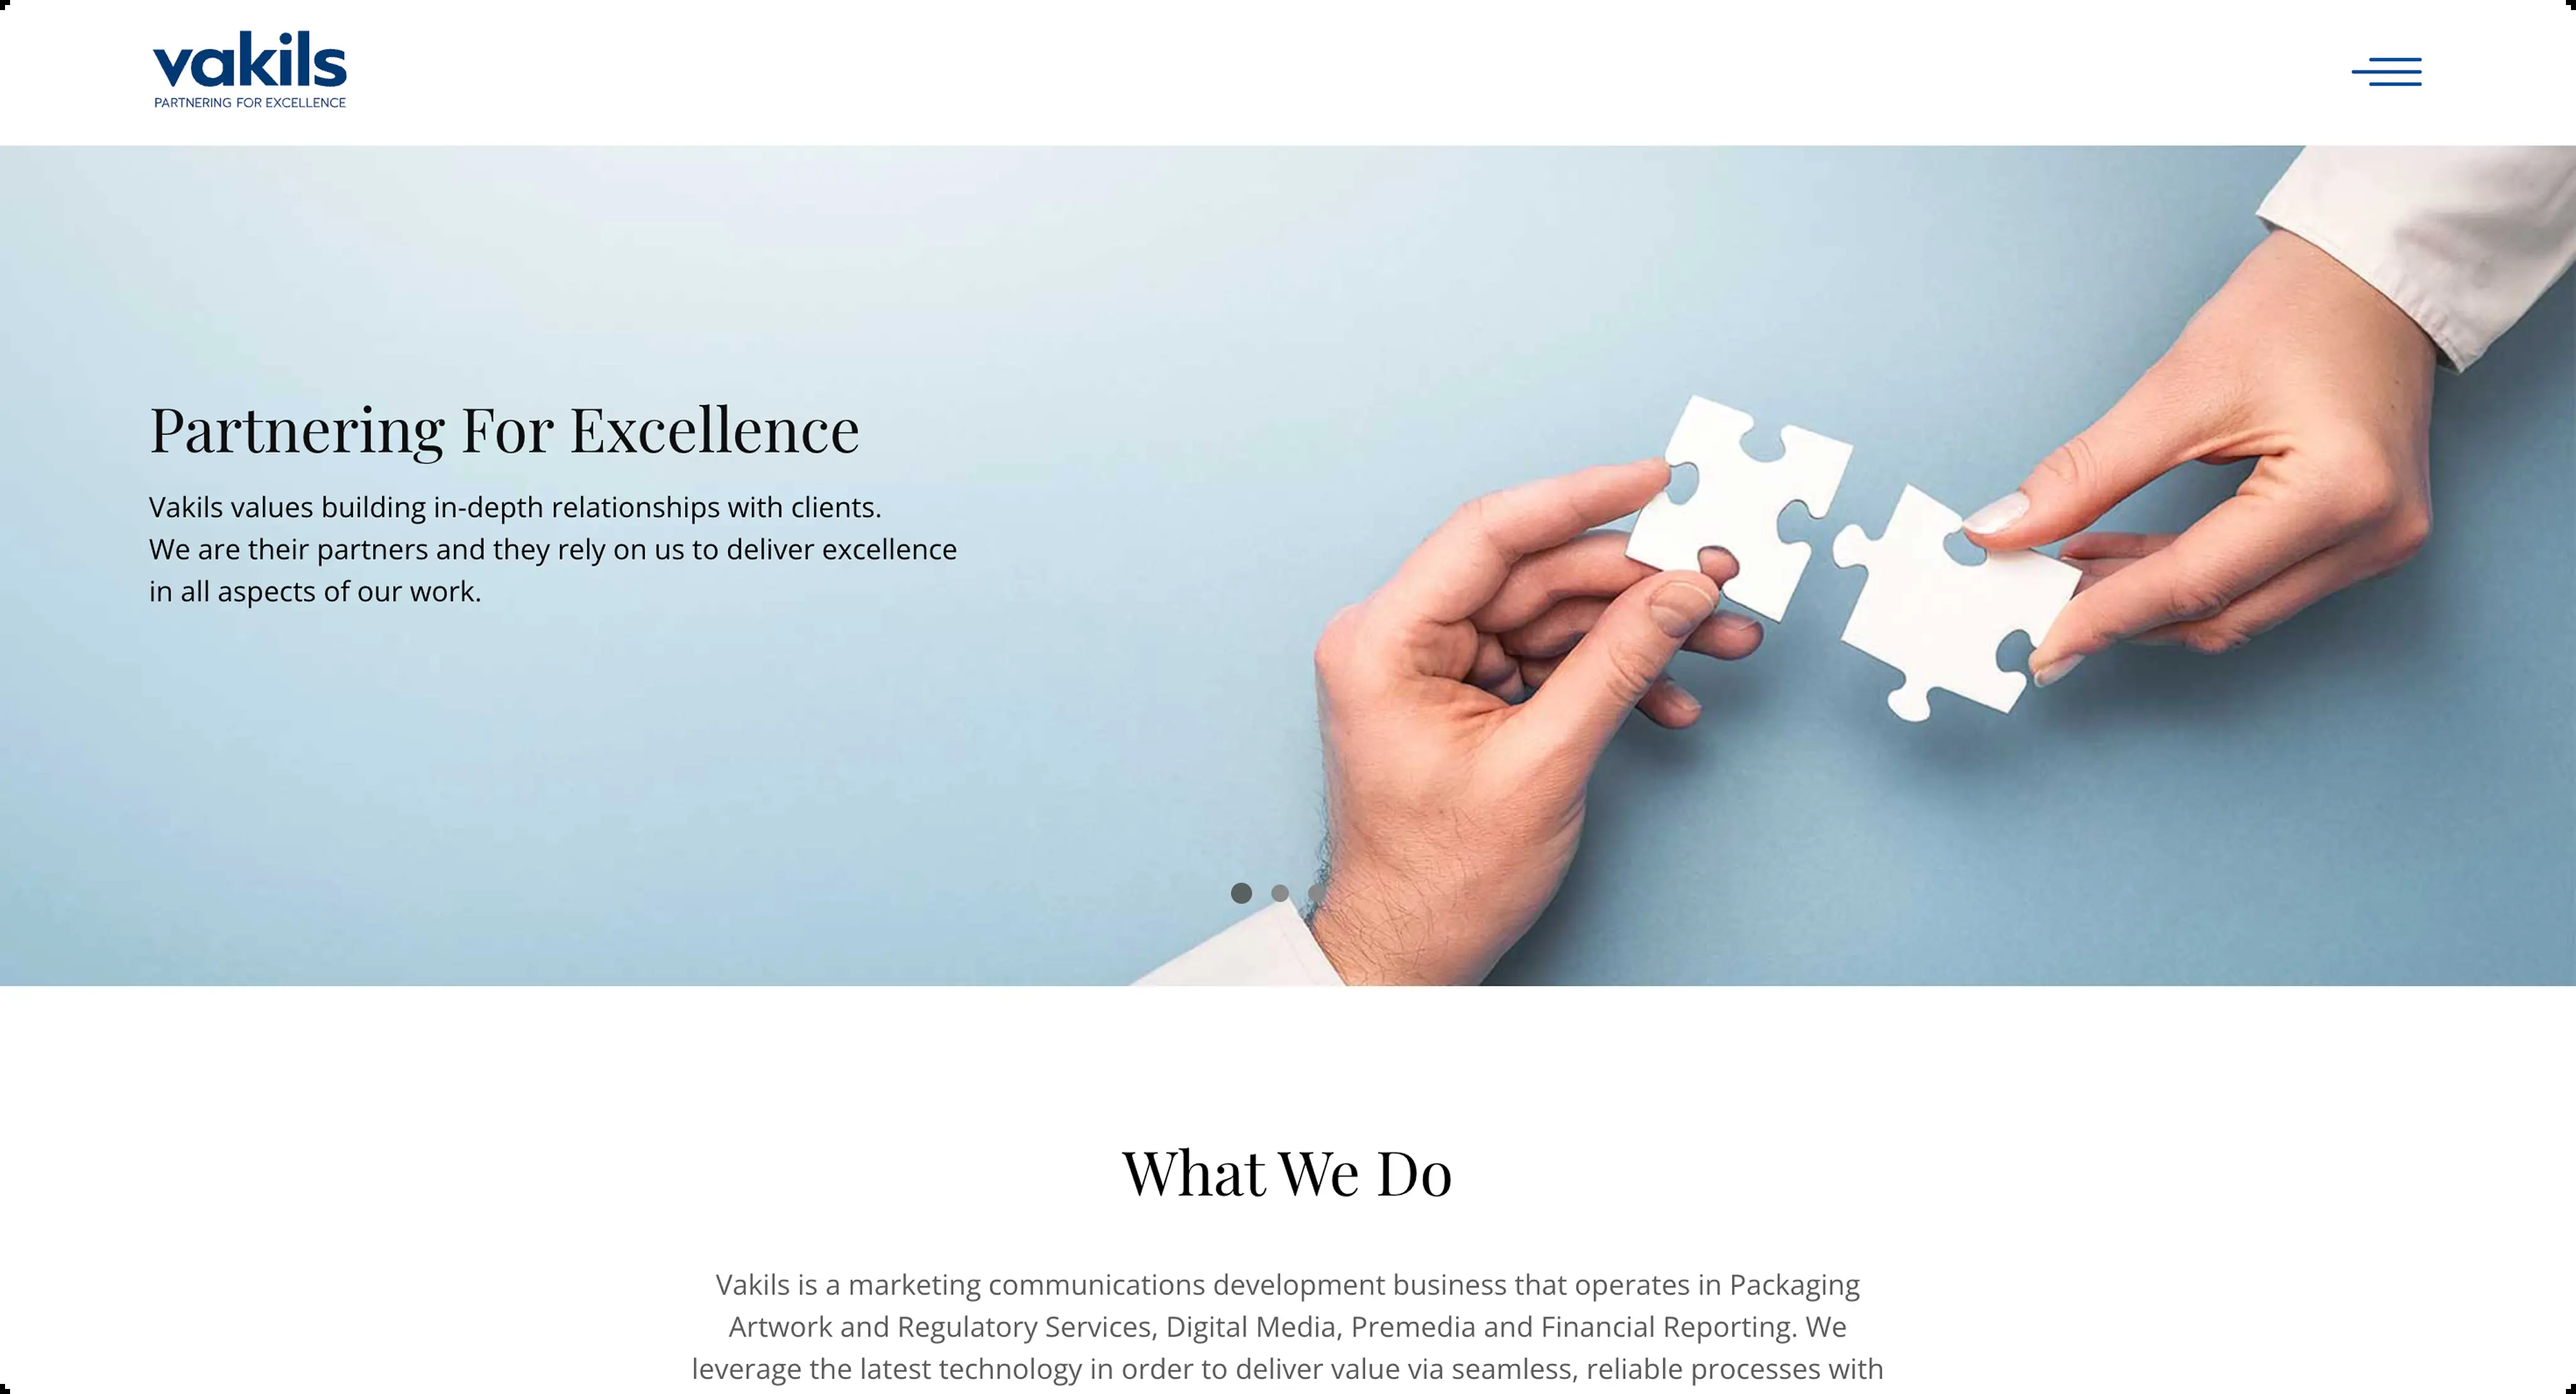 vakils
PARTNERING FOR EXCELLENCE
Partnering For Excellence
Vakils values building in-depth relationships with clients.
We are their partners and they rely on us to deliver excellence
in all aspects of our work.
What We Do
Vakils is a marketing communications development business that operates in Packaging
Artwork and Regulatory Services, Digital Media, Premedia and Financial Reporting. We
leverage the latest technology in order to deliver value via seamless, reliable processes with